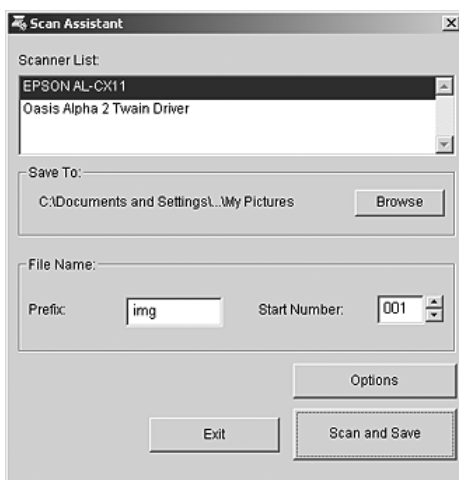 Scan Assistant
Scanner List:
EPSON AL-CX11
Oasis Alpha 2 Twain Driver
Save To:
C:\Documents and Settings\...\My Pictures
Browse
File Name:
Prefix:
img
Start Number:
001
Options
Exit
Scan and Save